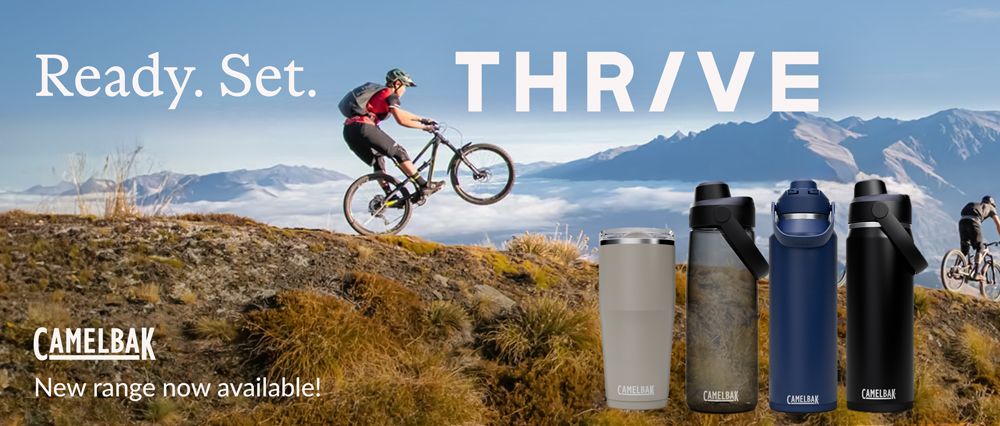 Ready. Set.
THR/VE
CAMELBAK
New range now available!
CAMELBAK
CAMELBAK
CAMELBAK
CAMELBAK